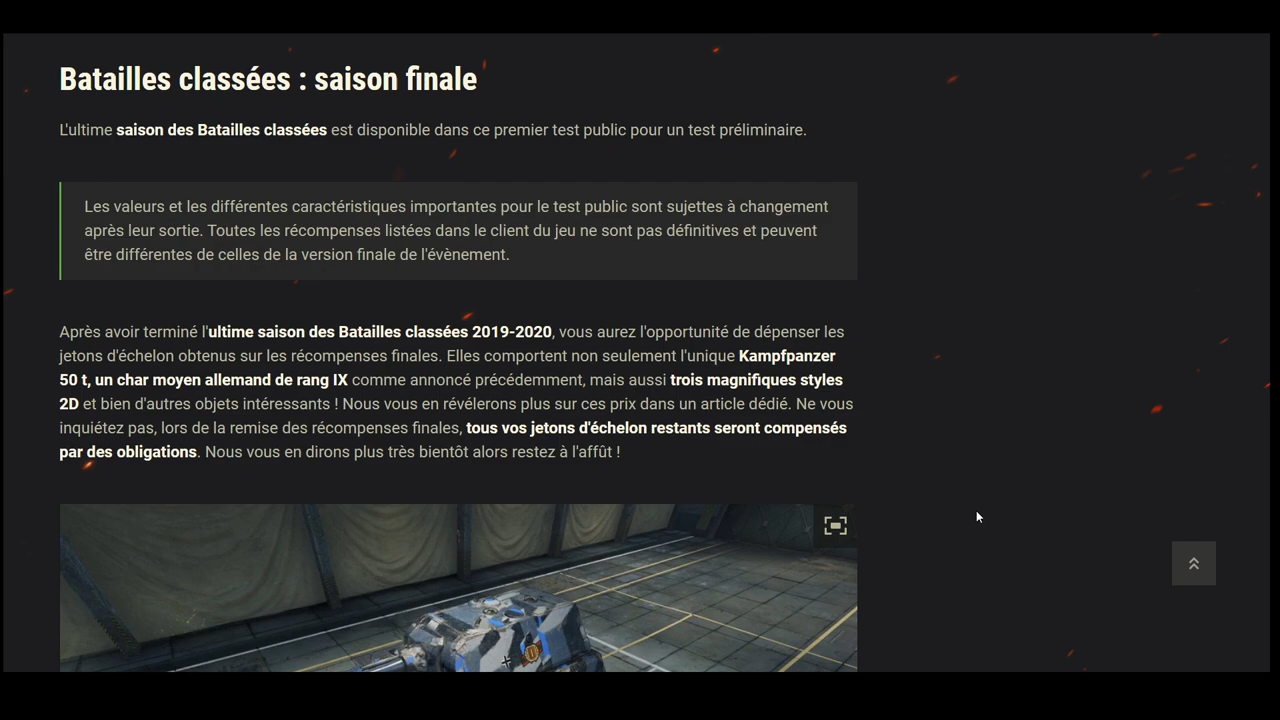 Batailles classées : saison finale
L'ultime saison des Batailles classées est disponible dans ce premier test public pour un test préliminaire.
Les valeurs et les différentes caractéristiques importantes pour le test public sont sujettes à changement
après leur sortie. Toutes les récompenses listées dans le client du jeu ne sont pas définitives et peuvent
être différentes de celles de la version finale de l'évènement.
Après avoir terminé l'ultime saison des Batailles classées 2019-2020, vous aurez l'opportunité de dépenser les
jetons d'échelon obtenus sur les récompenses finales. Elles comportent non seulement l'unique Kampfpanzer
50 t, un char moyen allemand de rang IX comme annoncé précédemment, mais aussi trois magnifiques styles
2D et bien d'autres objets intéressants ! Nous vous en révélerons plus sur ces prix dans un article dédié. Ne vous
inquiétez pas, lors de la remise des récompenses finales, tous vos jetons d'échelon restants seront compensés
par des obligations. Nous vous en dirons plus très bientôt alors restez à l'affût !